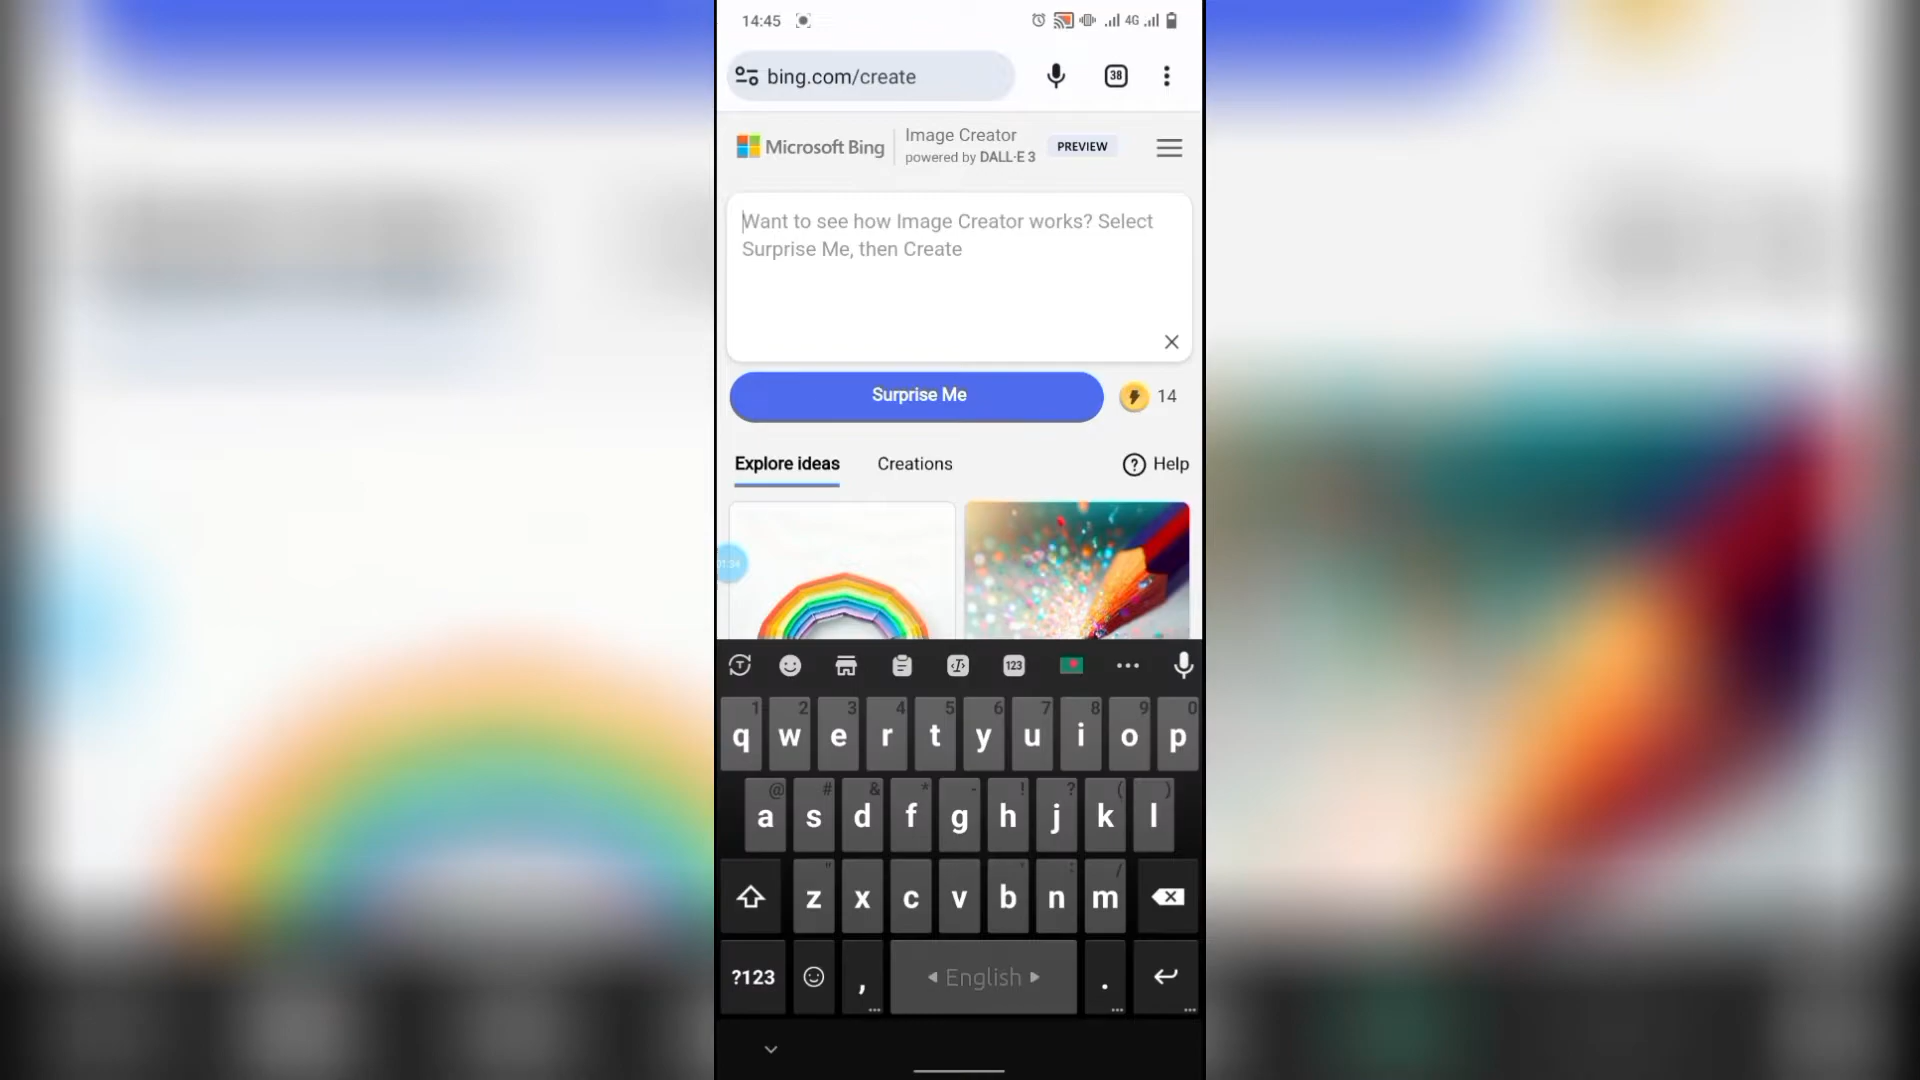 14:45
4G
bing.com/create
38
Microsoft Bing
Image Creator
powered by DALL·E 3
PREVIEW
Want to see how Image Creator works? Select
Surprise Me, then Create
Surprise Me
14
Explore ideas
Creations
Help
01:34
123
1 2 3 4 5 6 7 8 9 0
q w e r t y u i o p
@ # & * - ! ? ( )
a s d f g h j k l
" ' : /
z x c v b n m
?123
,
English
.